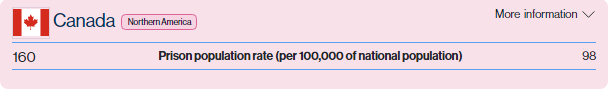 Canada Northern America More information
160 Prison population rate (per 100,000 of national population) 98